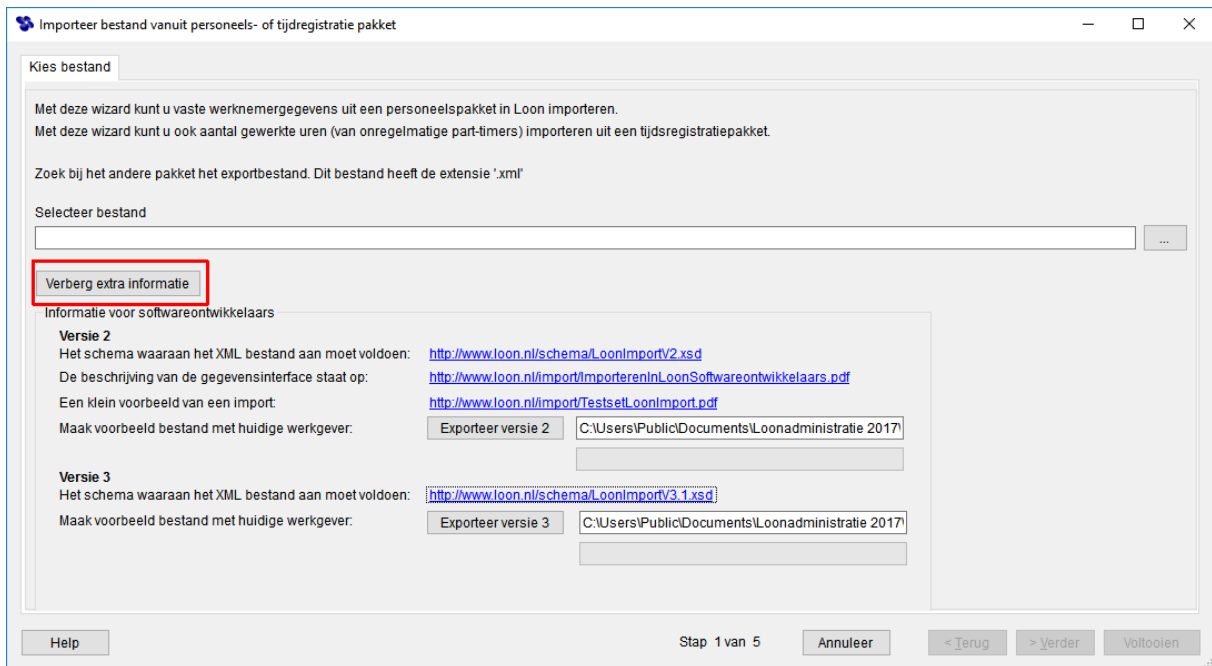 Importeer bestand vanuit personeels- of tijdregistratie pakket
Kies bestand
Met deze wizard kunt u vaste werknemergegevens uit een personeelspakket in Loon importeren.
Met deze wizard kunt u ook aantal gewerkte uren (van onregelmatige part-timers) importeren uit een tijdsregistratiepakket.
Zoek bij het andere pakket het exportbestand. Dit bestand heeft de extensie '.xml'
Selecteer bestand
...
Verberg extra informatie
Informatie voor softwareontwikkelaars
Versie 2
Het schema waaraan het XML bestand aan moet voldoen: http://www.loon.nl/schema/LoonImportV2.xsd
De beschrijving van de gegevensinterface staat op: http://www.loon.nl/import/ImporterenInLoonSoftwareontwikkelaars.pdf
Een klein voorbeeld van een import: http://www.loon.nl/import/TestsetLoonImport.pdf
Maak voorbeeld bestand met huidige werkgever: Exporteer versie 2 C:\Users\Public\Documents\Loonadministratie 2017\
Versie 3
Het schema waaraan het XML bestand aan moet voldoen: http://www.loon.nl/schema/LoonImportV3.1.xsd
Maak voorbeeld bestand met huidige werkgever: Exporteer versie 3 C:\Users\Public\Documents\Loonadministratie 2017\
Help Stap 1 van 5 Annuleer < Terug > Verder Voltooien